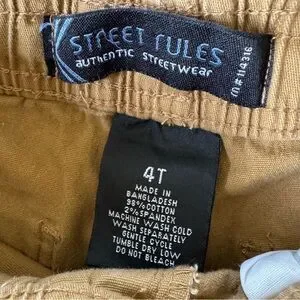 STREET RULES
AUTHENTIC STREETWEAR
M#114316
4T
MADE IN
BANGLADESH
98%COTTON
2%SPANDEX
MACHINE WASH COLD
WASH SEPARATELY
GENTLE CYCLE
TUMBLE DRY LOW
DO NOT BLEACH